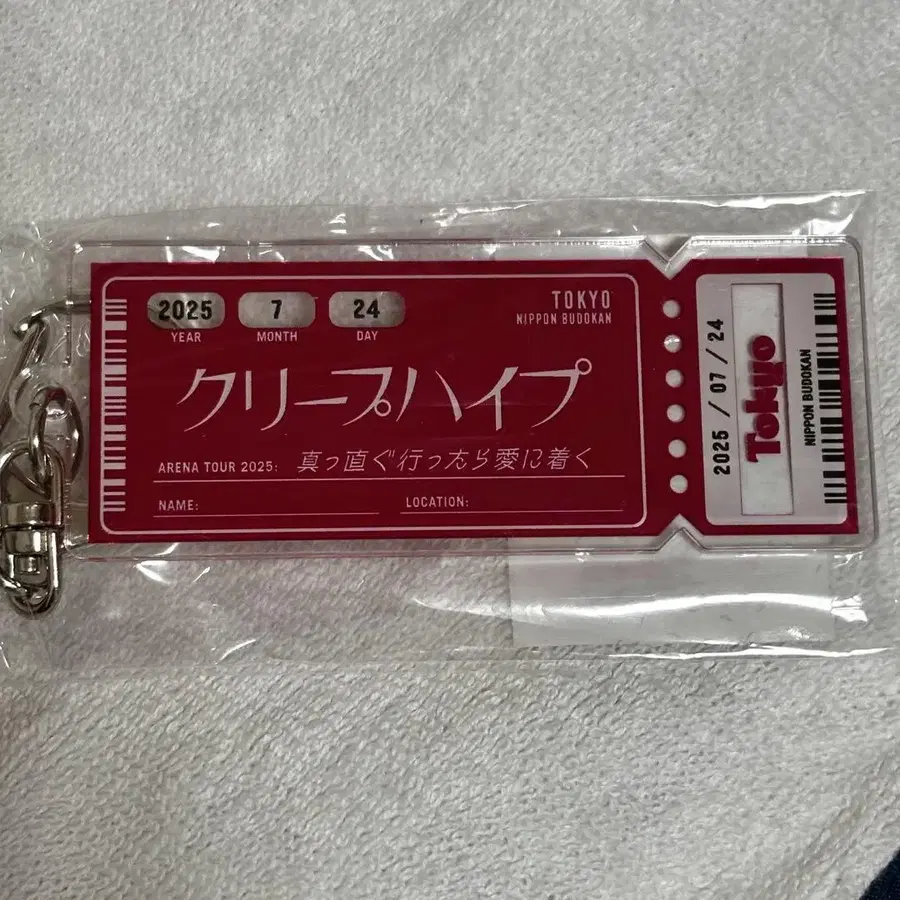 2025 7 24
YEAR MONTH DAY
TOKYO
NIPPON BUDOKAN
クリープハイプ
ARENA TOUR 2025: 真っ直ぐ行ったら愛に着く
NAME: LOCATION:
2025 / 07 / 24
Tokyo
NIPPON BUDOKAN